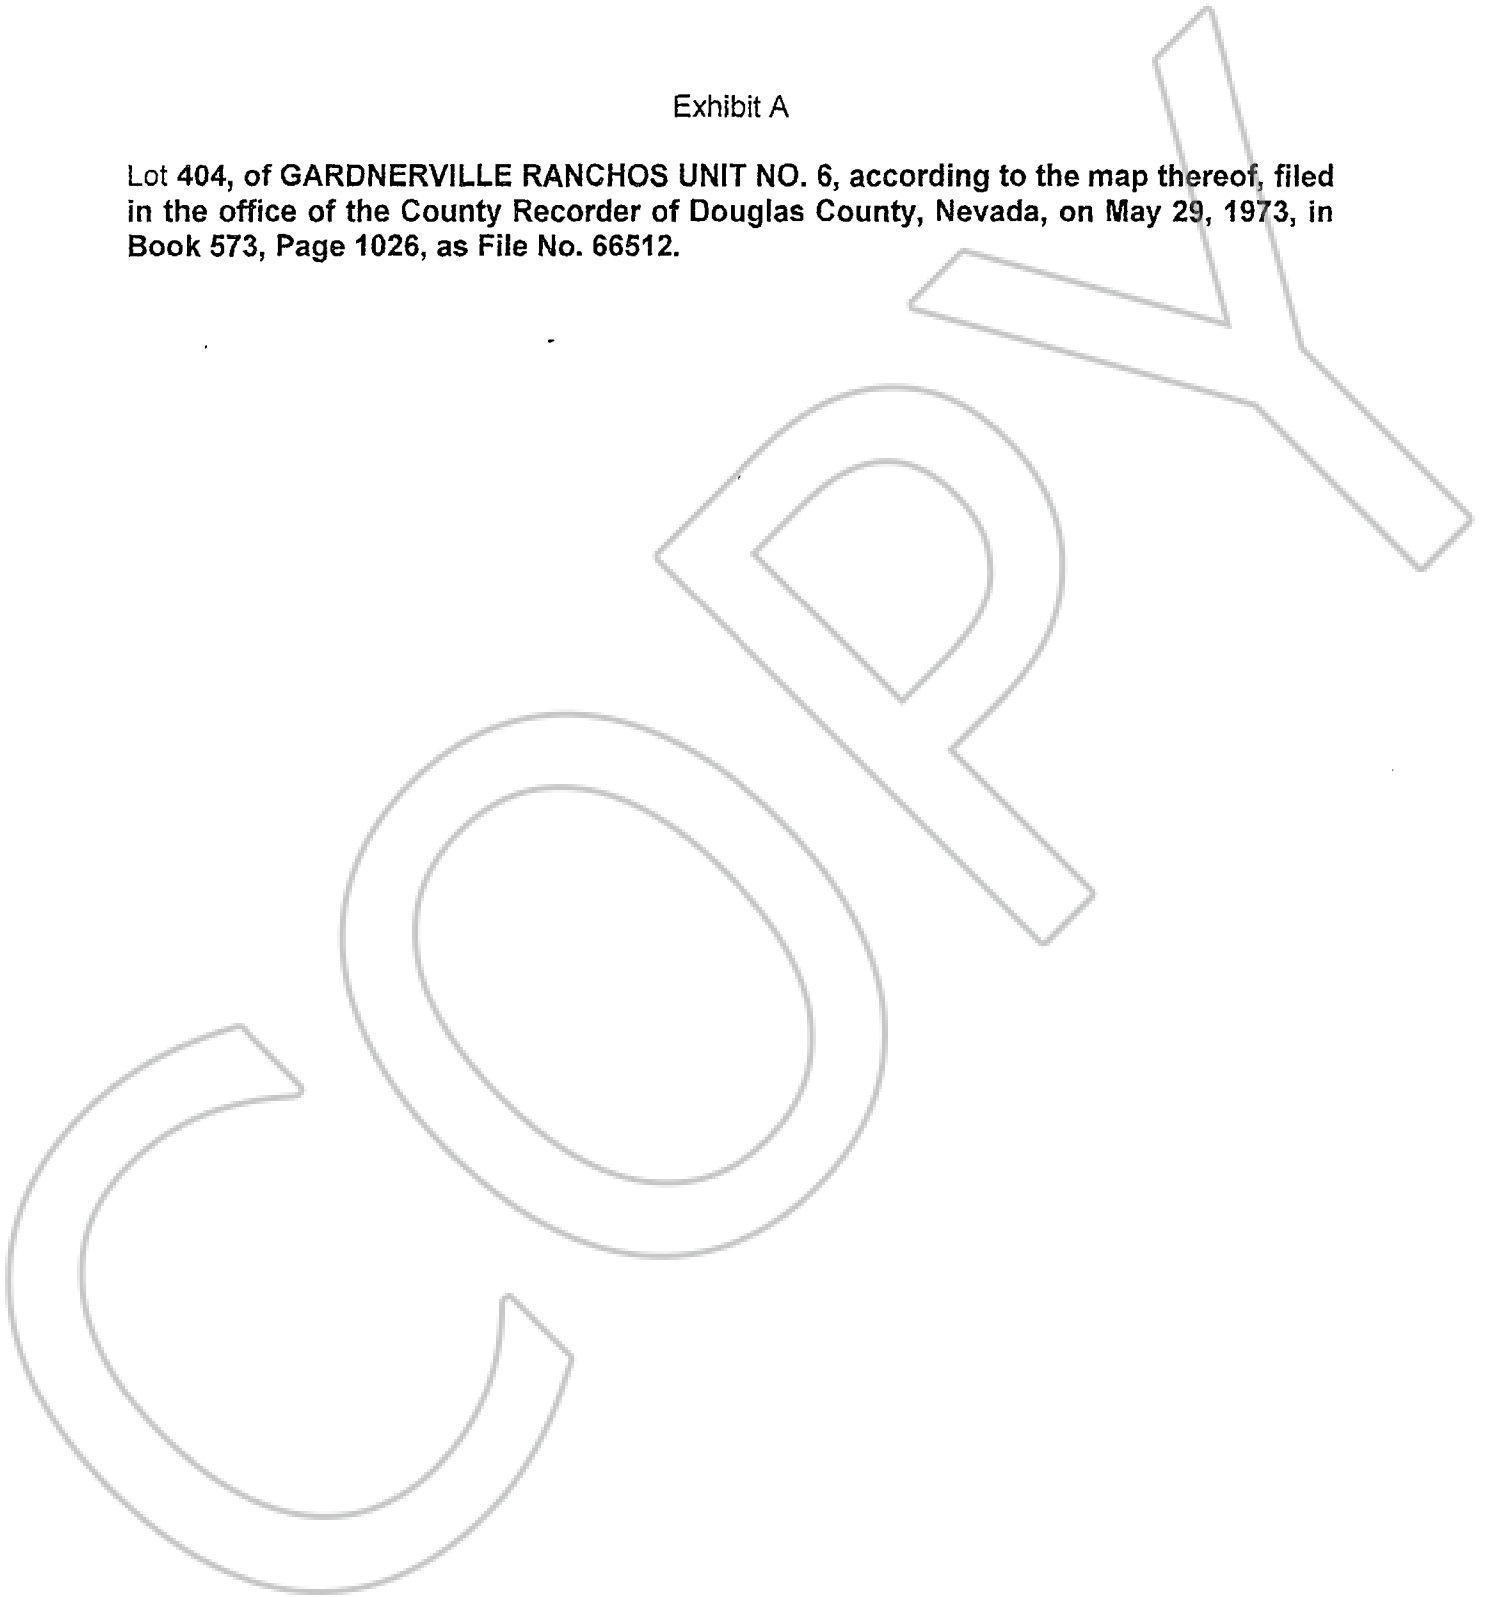 Exhibit A
Lot 404, of GARDNERVILLE RANCHOS UNIT NO. 6, according to the map thereof, filed
in the office of the County Recorder of Douglas County, Nevada, on May 29, 1973, in
Book 573, Page 1026, as File No. 66512.
COPY